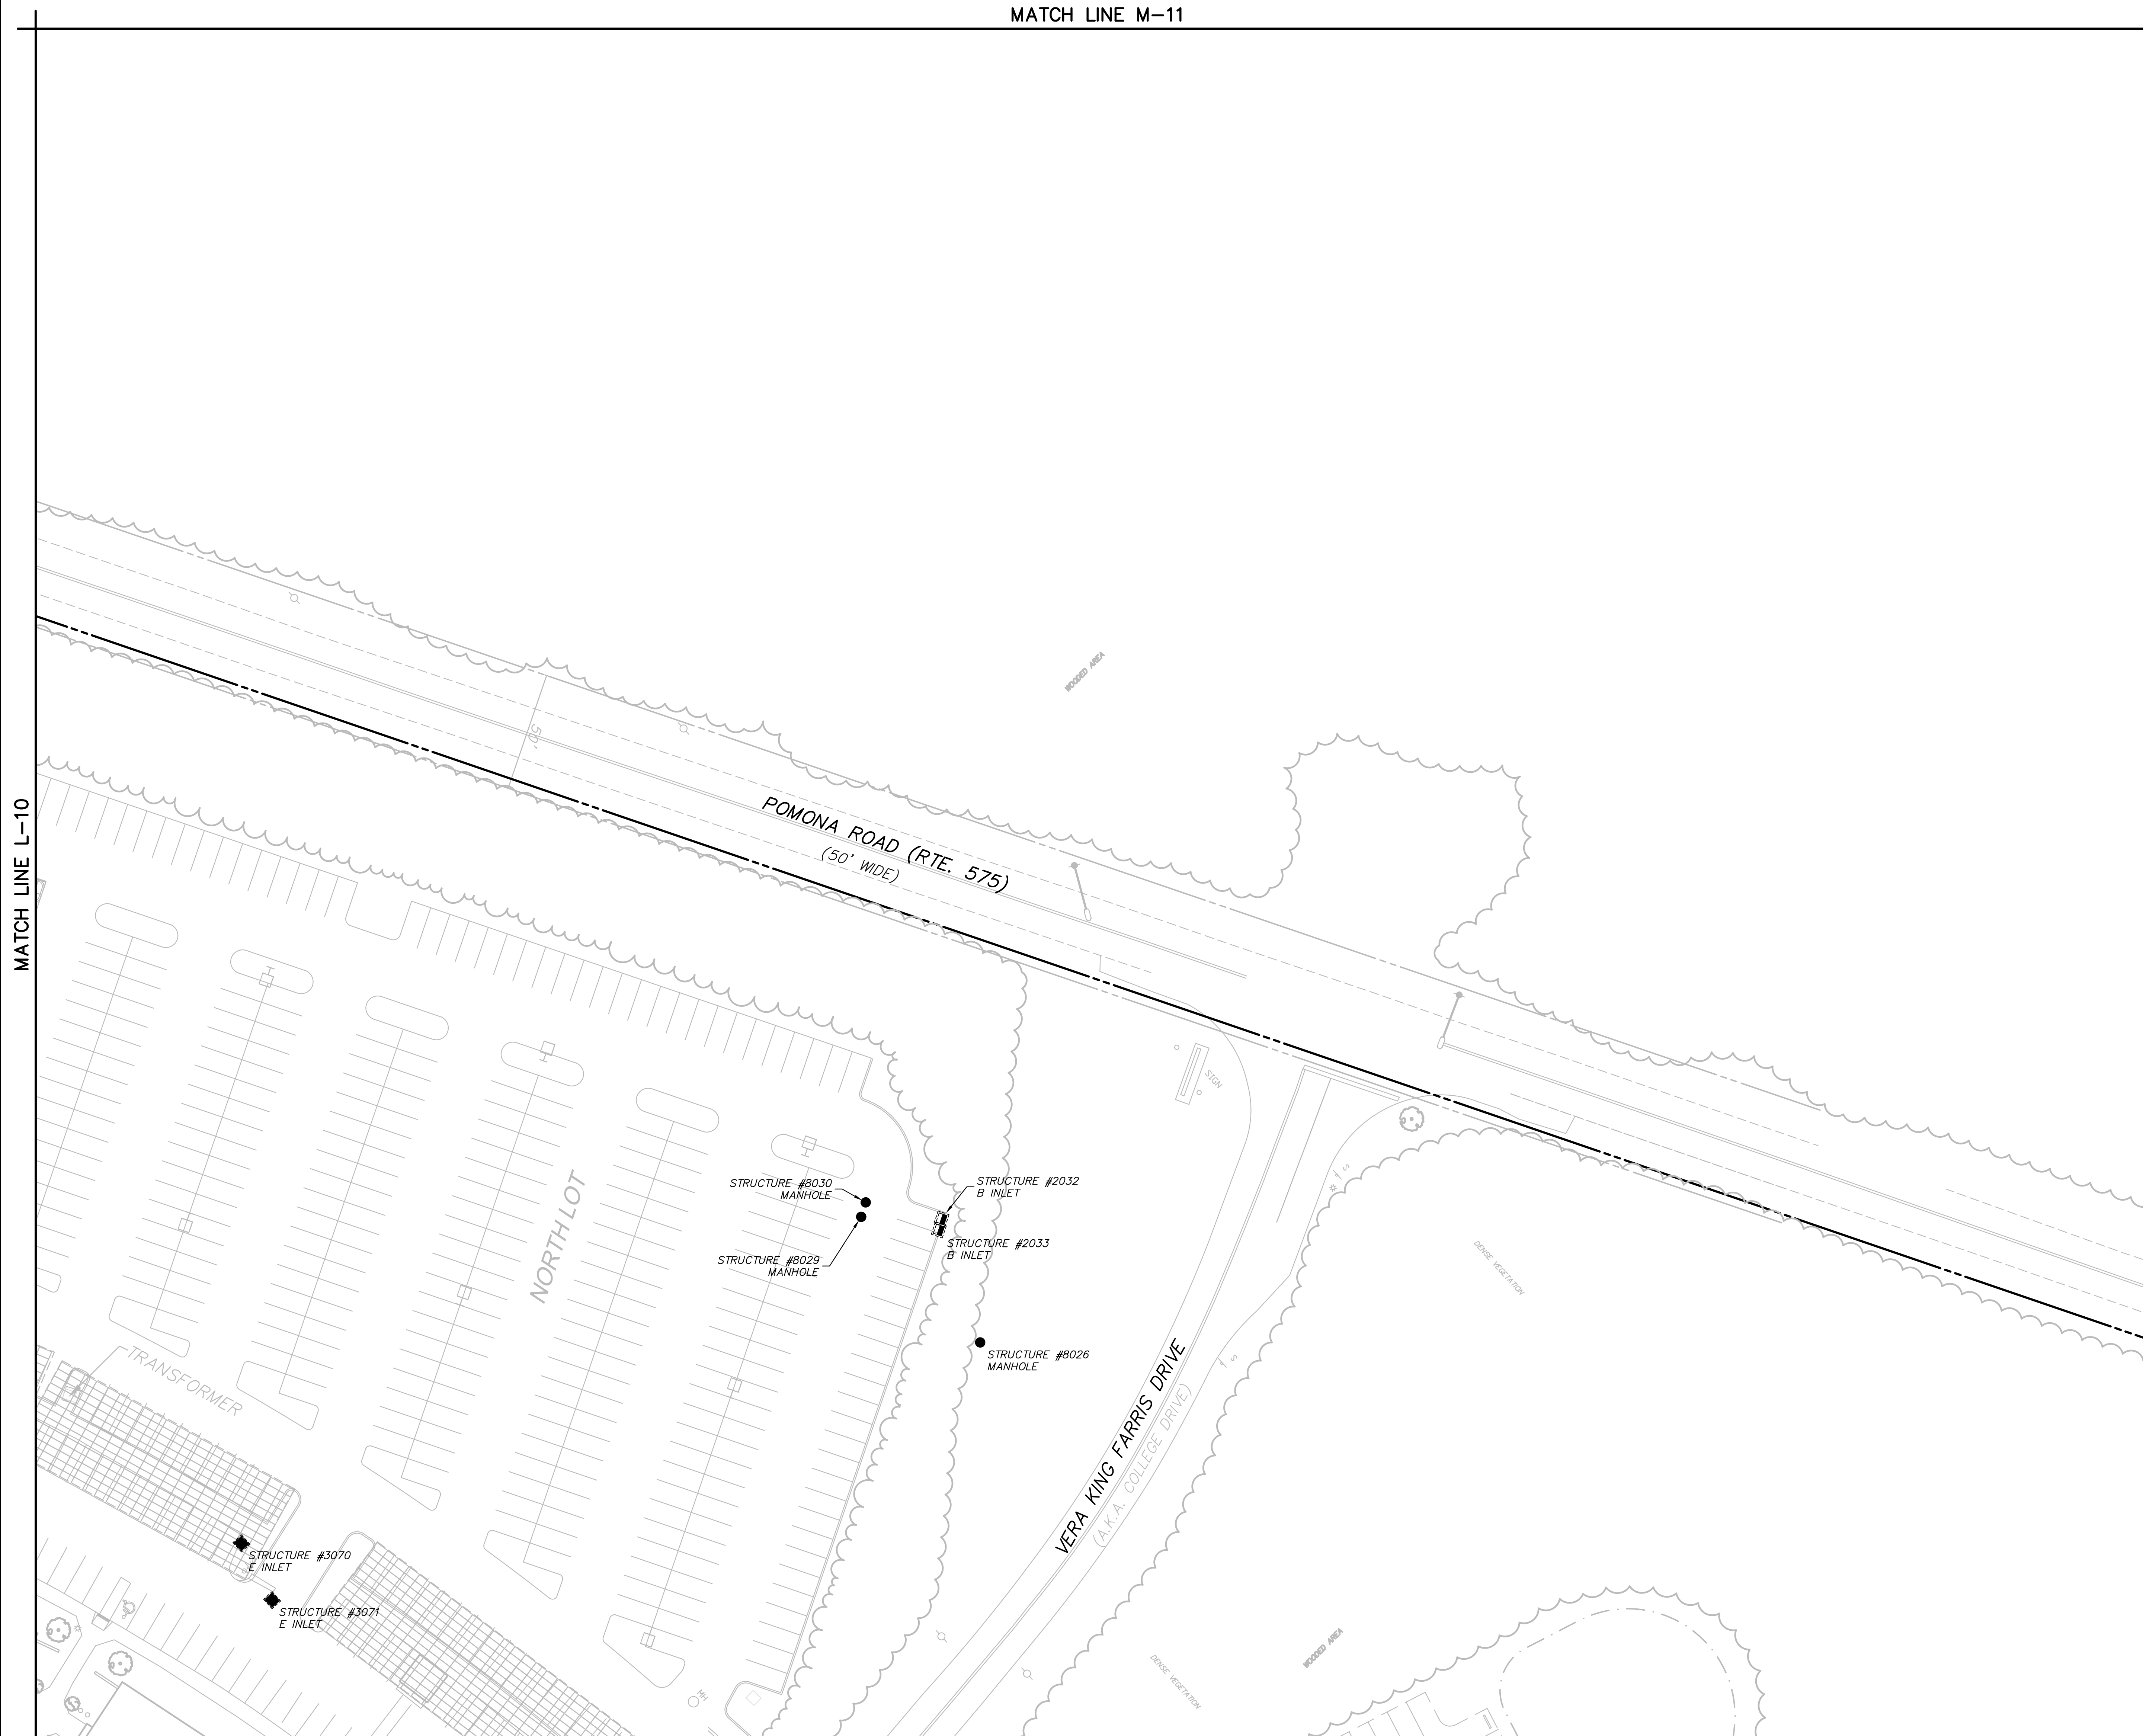 MATCH LINE M-11
MATCH LINE L-10
WOODED AREA
50'
POMONA ROAD (RTE. 575)
(50' WIDE)
SIGN
S
NORTH LOT
STRUCTURE #8030
MANHOLE
STRUCTURE #2032
B INLET
STRUCTURE #2033
B INLET
STRUCTURE #8029
MANHOLE
DENSE VEGETATION
STRUCTURE #8026
MANHOLE
S
TRANSFORMER
VERA KING FARRIS DRIVE
(A.K.A. COLLEGE DRIVE)
STRUCTURE #3070
E INLET
STRUCTURE #3071
E INLET
WOODED AREA
DENSE VEGETATION
MH